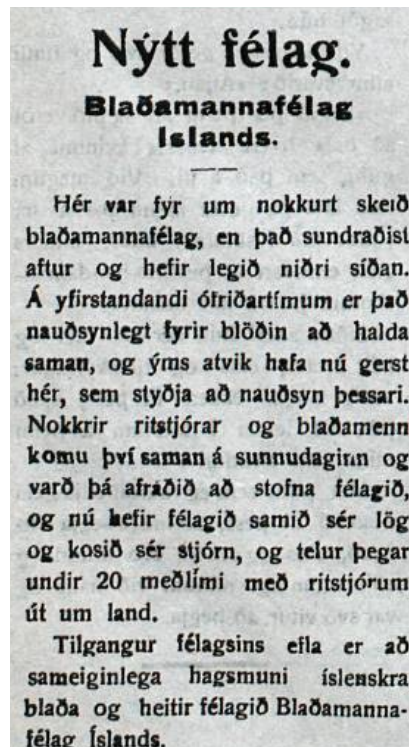 Nýtt félag.
Blaðamannafélag
Íslands.
Hér var fyr um nokkurt skeið
blaðamannafélag, en það sundraðist
aftur og hefir legið niðri síðan.
Á yfirstandandi ófriðartímum er það
nauðsynlegt fyrir blöðin að halda
saman, og ýms atvik hafa nú gerst
hér, sem styðja að nauðsyn þessari.
Nokkrir ritstjórar og blaðamenn
komu því saman á sunnudaginn og
varð þá afráðið að stofna félagið,
og nú hefir félagið samið sér lög
og kosið sér stjórn, og telur þegar
undir 20 meðlimi með ritstjórum
út um land.
Tilgangur félagsins efla er að
sameiginlega hagsmuni íslenskra
blaða og heitir félagið Blaðamanna-
félag Íslands.